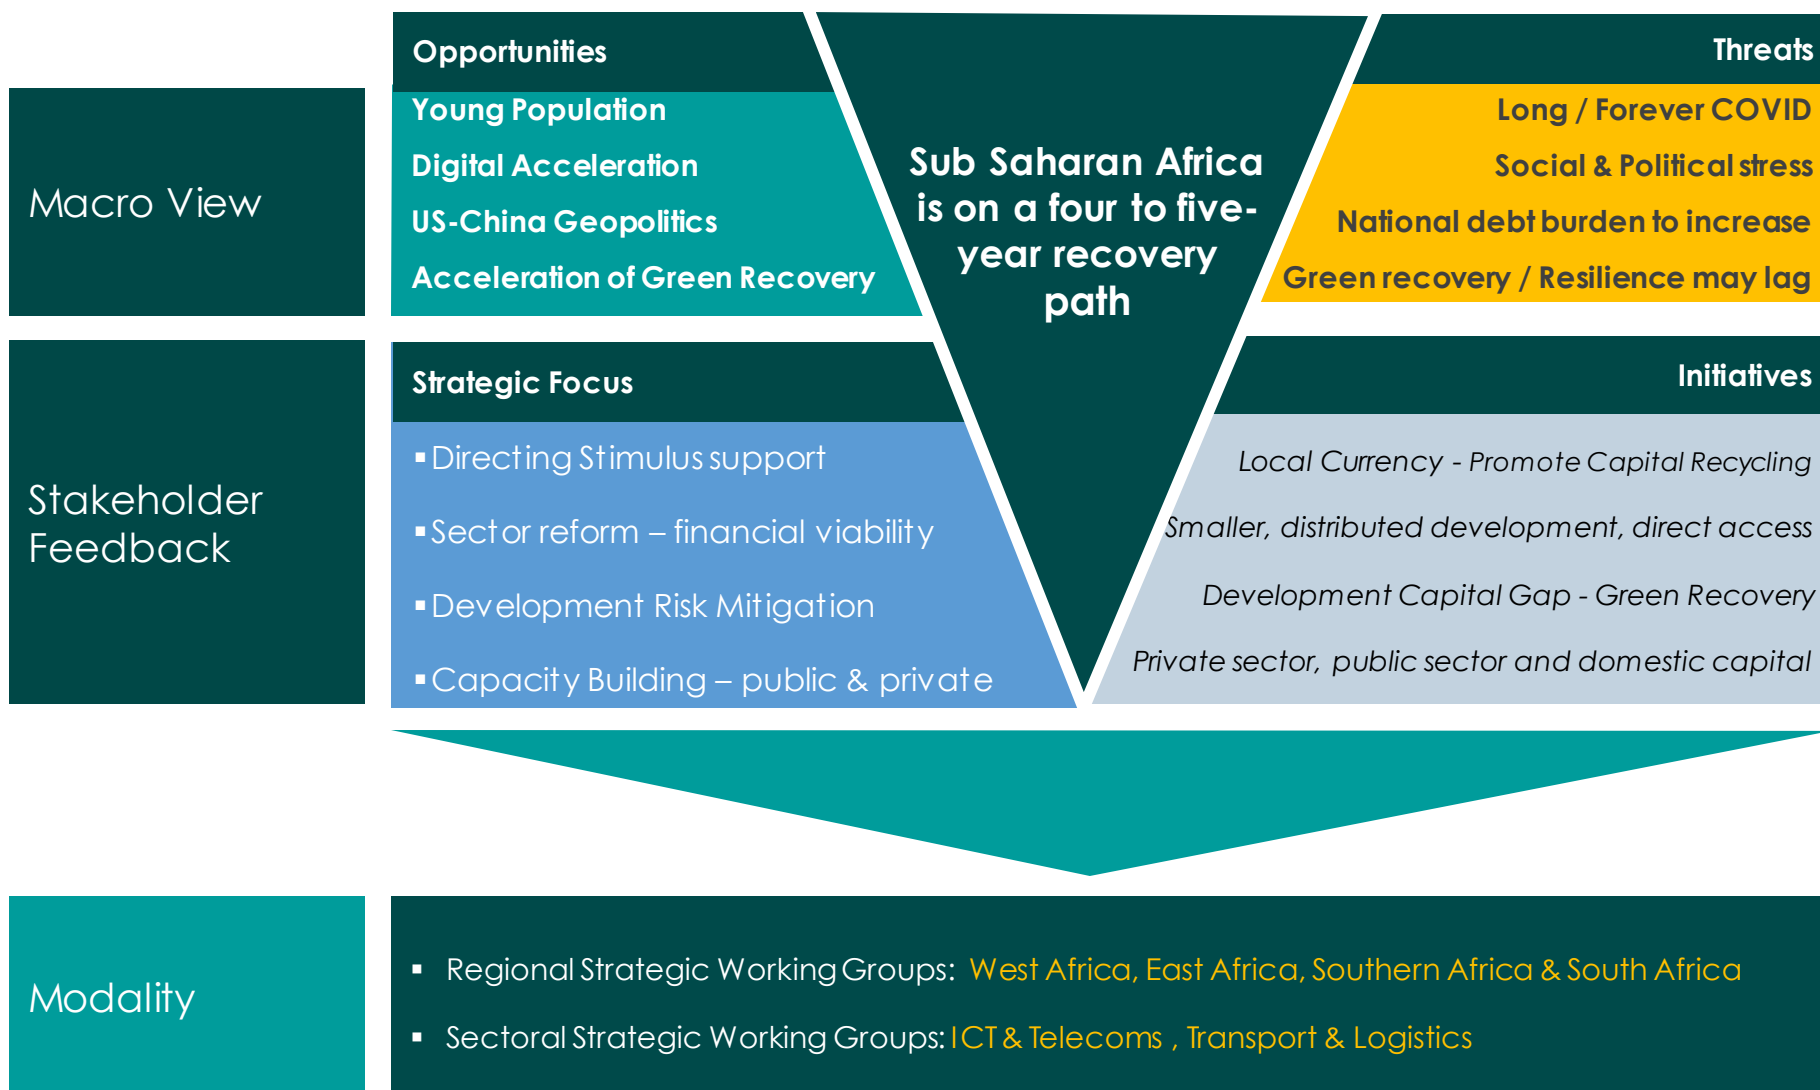 Macro View
Opportunities
Young Population
Digital Acceleration
US-China Geopolitics
Acceleration of Green Recovery
Sub Saharan Africa
is on a four to five-
year recovery
path
Threats
Long / Forever COVID
Social & Political stress
National debt burden to increase
Green recovery / Resilience may lag
Stakeholder
Feedback
Strategic Focus
▪Directing Stimulus support
▪Sector reform – financial viability
▪Development Risk Mitigation
▪Capacity Building – public & private
Initiatives
Local Currency - Promote Capital Recycling
Smaller, distributed development, direct access
Development Capital Gap - Green Recovery
Private sector, public sector and domestic capital
Modality
▪ Regional Strategic Working Groups: West Africa, East Africa, Southern Africa & South Africa
▪ Sectoral Strategic Working Groups: ICT & Telecoms , Transport & Logistics